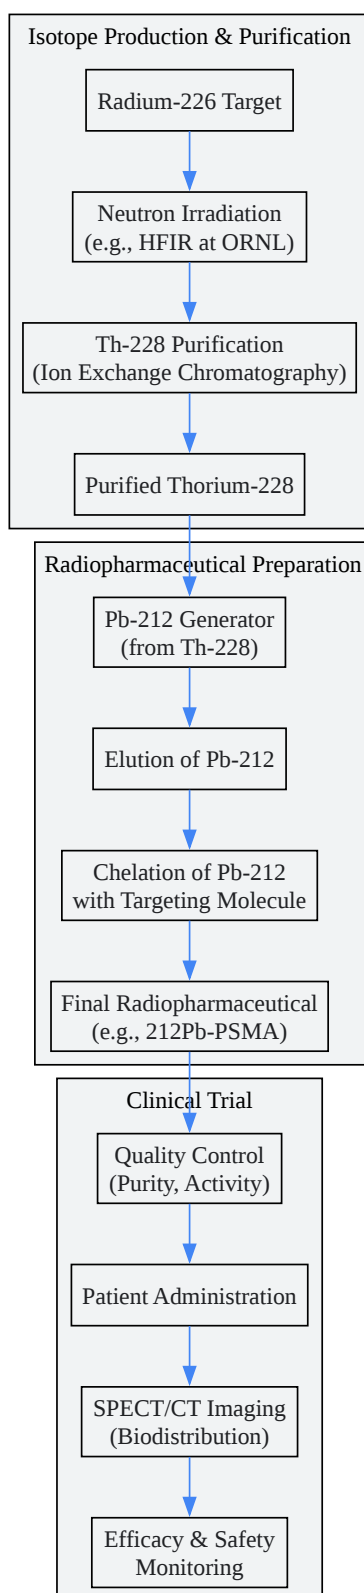 Isotope Production & Purification
Radium-226 Target
Neutron Irradiation
(e.g., HFIR at ORNL)
Th-228 Purification
(Ion Exchange Chromatography)
Purified Thorium-228
Radiopharmaceutical Preparation
Pb-212 Generator
(from Th-228)
Elution of Pb-212
Chelation of Pb-212
with Targeting Molecule
Final Radiopharmaceutical
(e.g., 212Pb-PSMA)
Clinical Trial
Quality Control
(Purity, Activity)
Patient Administration
SPECT/CT Imaging
(Biodistribution)
Efficacy & Safety
Monitoring